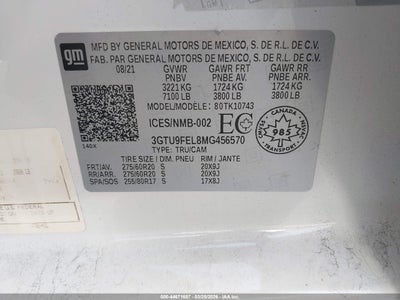 gm
MFD BY GENERAL MOTORS DE MEXICO, S. DE R.L. DE C.V.
FAB. PAR GENERAL MOTORS DE MEXICO, S. DE R.L. DE C.V.
08/21 GVWR GAWR FRT GAWR RR
PNBV PNBE AV. PNBE ARR.
3221 KG 1724 KG 1724 KG
7100 LB 3800 LB 3800 LB
MODEL/MODELE: 80TK10743
ICES/NMB-002 EC
CANADA
985
140X
3GTU9FEL8MG456570
TYPE: TRU/CAM
TIRE SIZE / DIM. PNEU RIM / JANTE
FRT/AV. 275/60R20 S 20X9J
RR/ARR. 275/60R20 S 20X9J
SPA/SOS 255/80R17 S 17X8J